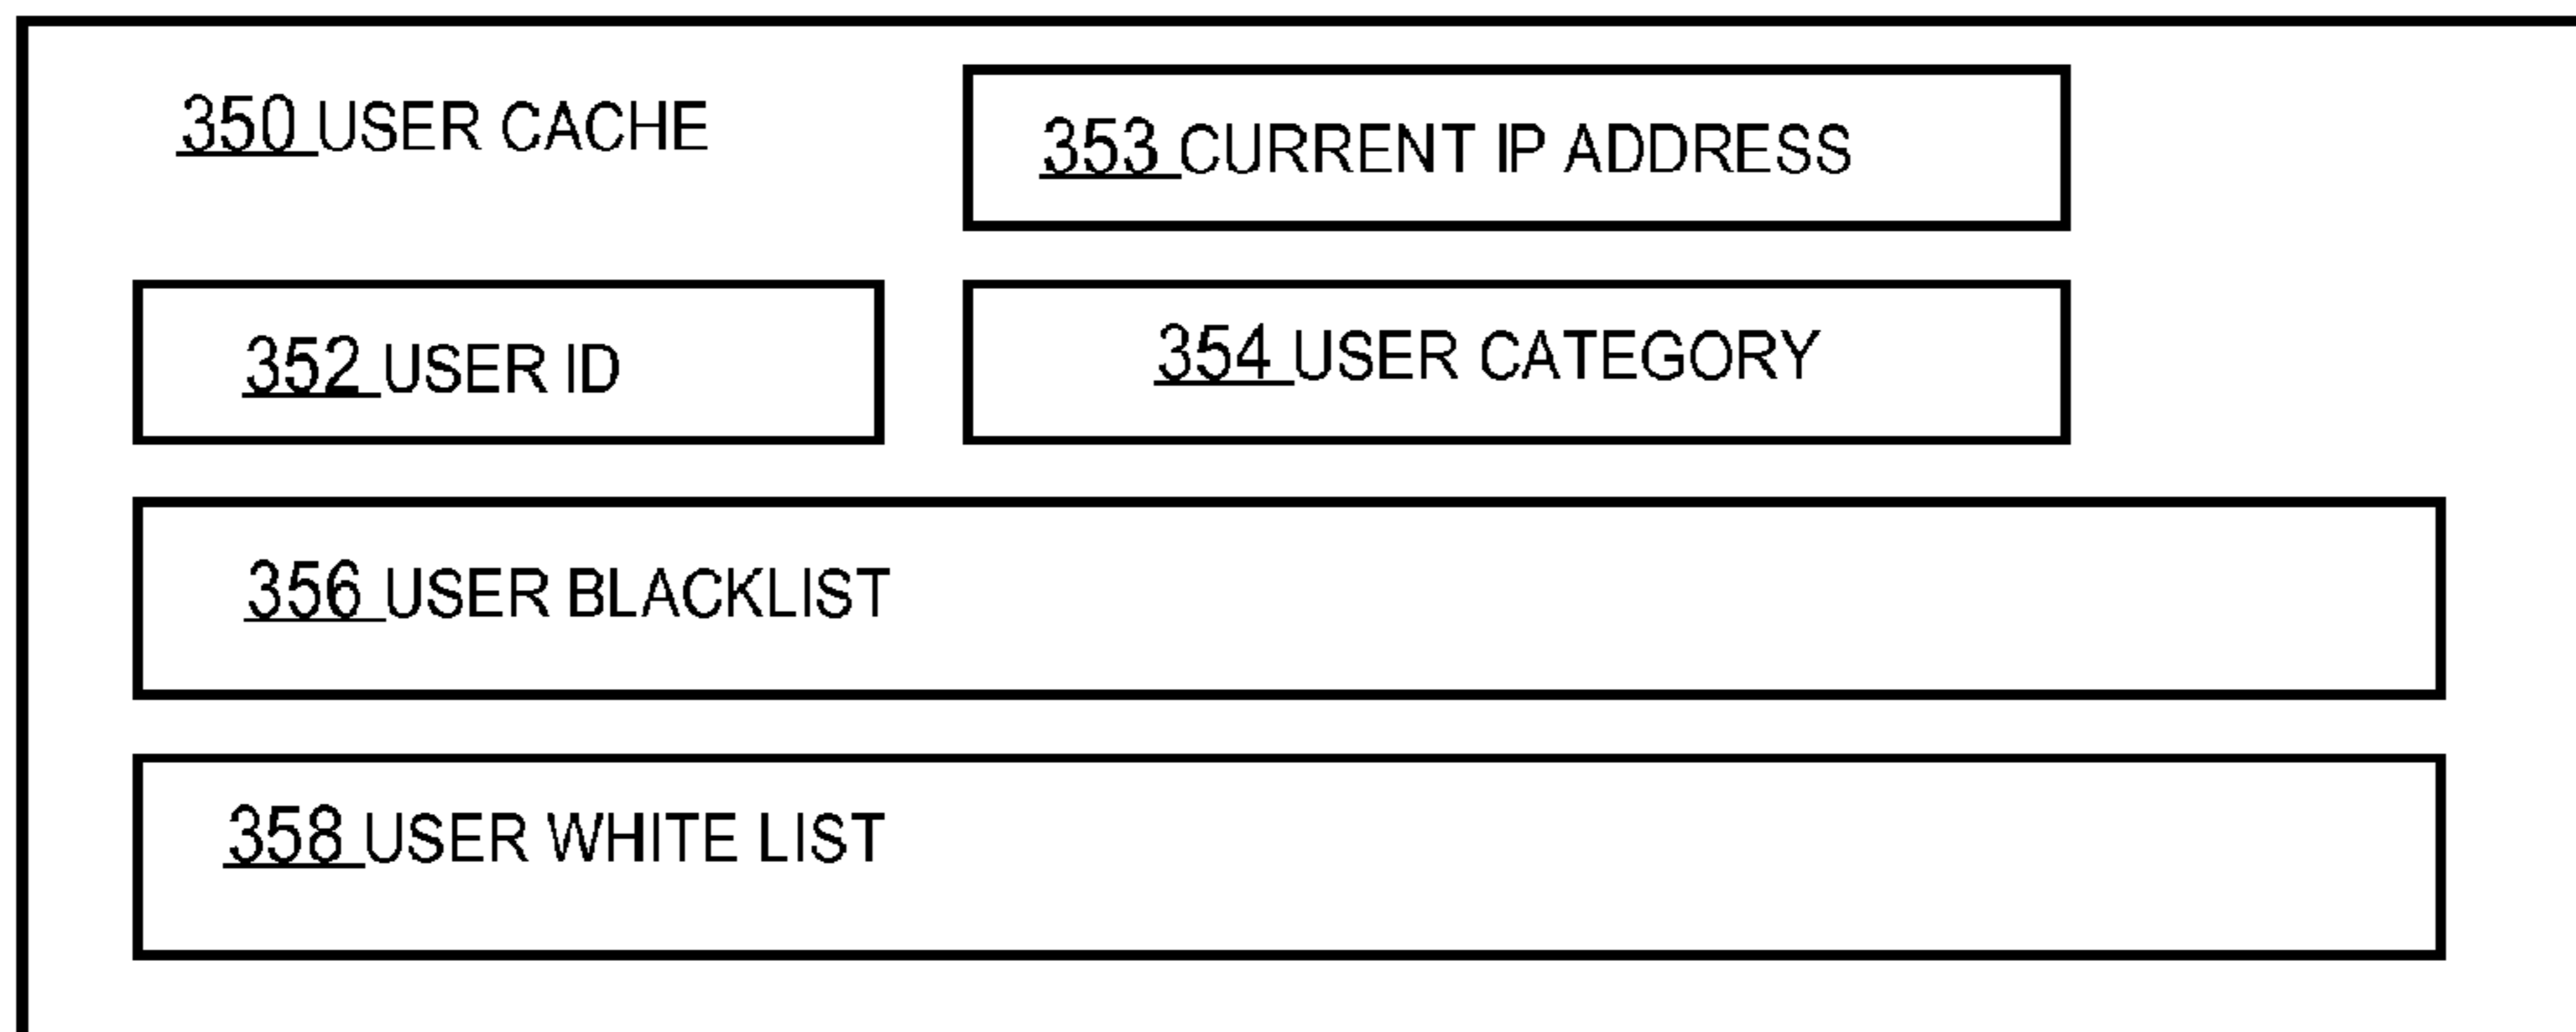 350 USER CACHE
353 CURRENT IP ADDRESS
352 USER ID
354 USER CATEGORY
356 USER BLACKLIST
358 USER WHITE LIST